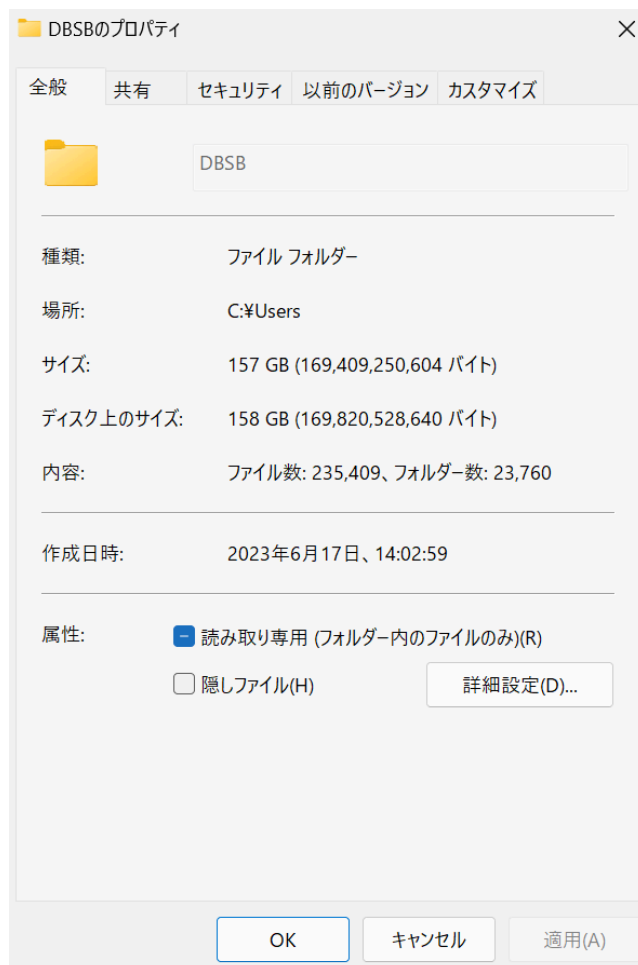 DBSBのプロパティ
全般 共有 セキュリティ 以前のバージョン カスタマイズ
DBSB
種類: ファイル フォルダー
場所: C:¥Users
サイズ: 157 GB (169,409,250,604 バイト)
ディスク上のサイズ: 158 GB (169,820,528,640 バイト)
内容: ファイル数: 235,409、フォルダー数: 23,760
作成日時: 2023年6月17日、14:02:59
属性: 読み取り専用 (フォルダー内のファイルのみ)(R)
隠しファイル(H) 詳細設定(D)...
OK キャンセル 適用(A)